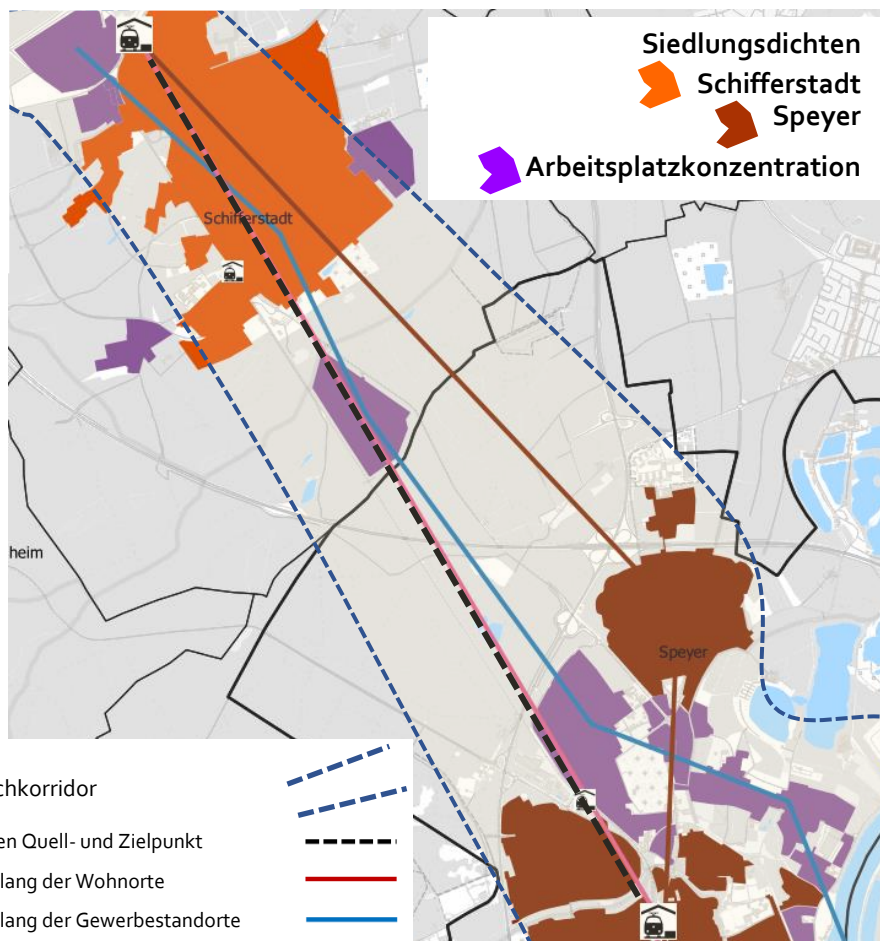 Siedlungsdichten
Schifferstadt
Speyer
Arbeitsplatzkonzentration
Schifferstadt
heim
Speyer
chkorridor
en Quell- und Zielpunkt
lang der Wohnorte
lang der Gewerbestandorte